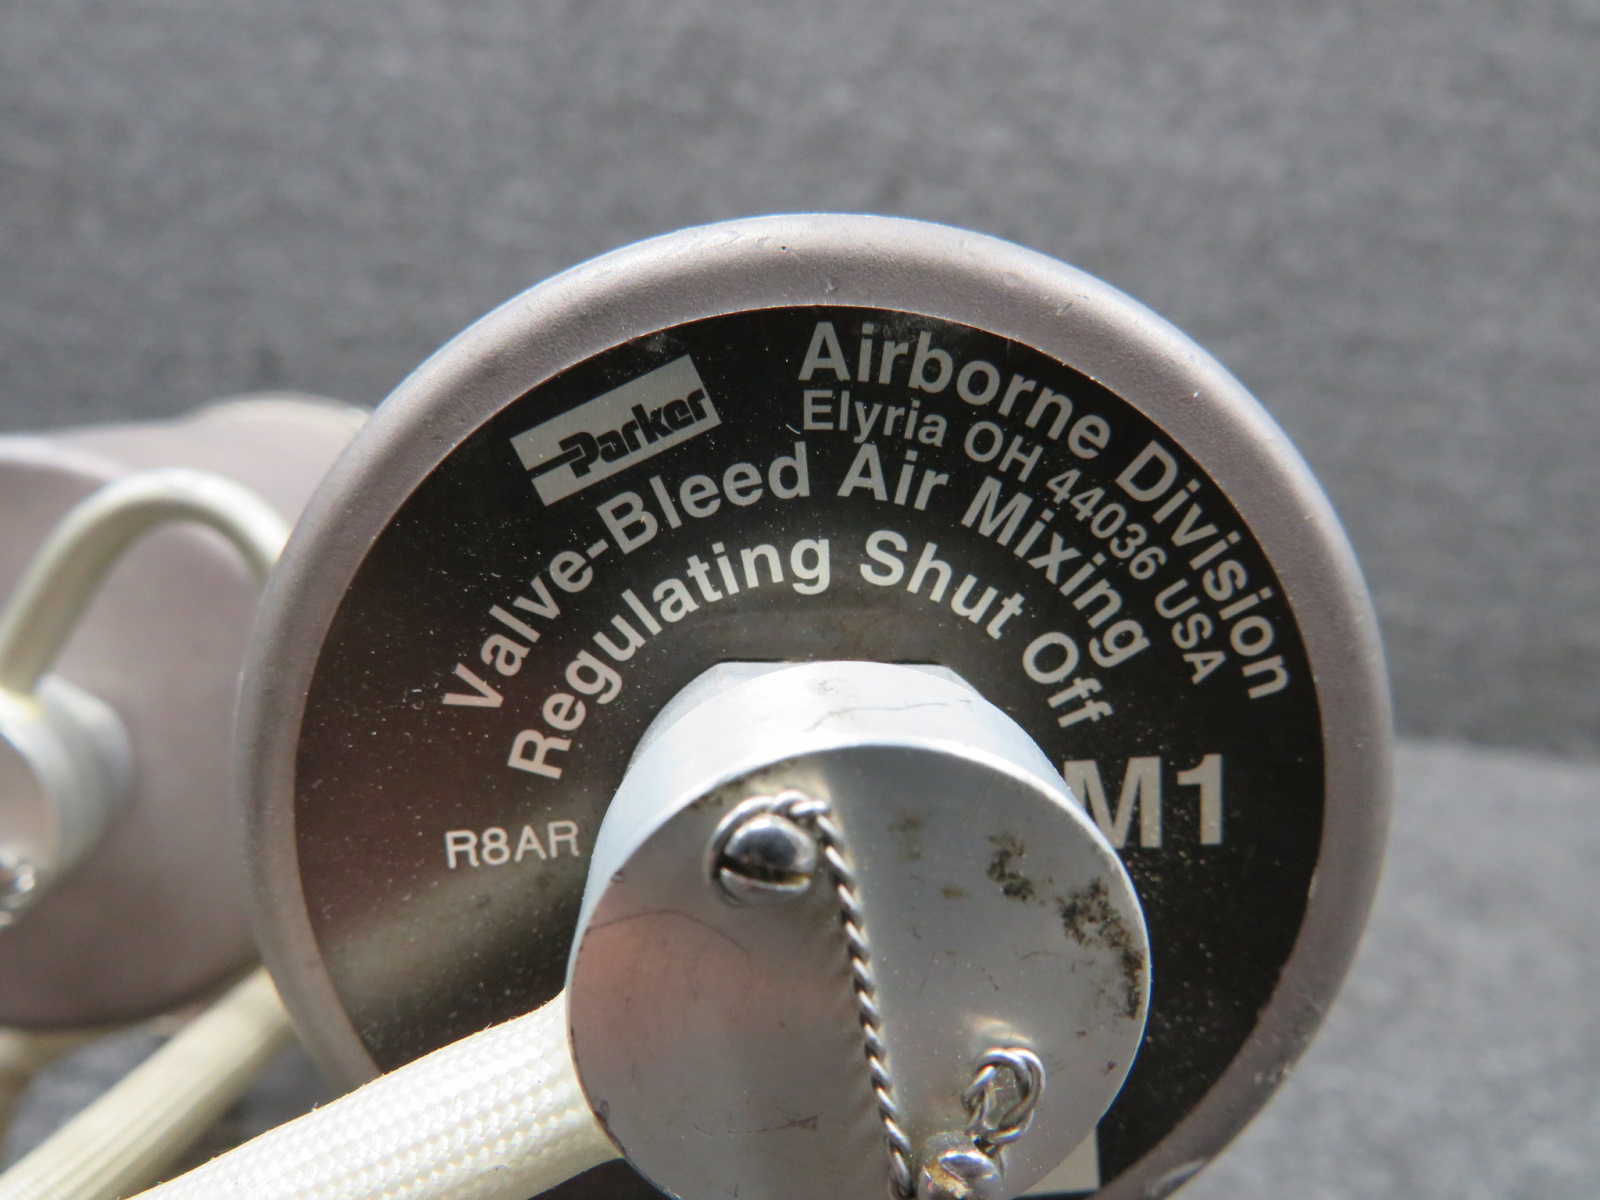 Parker
Airborne Division
Elyria OH 44036 USA
Valve-Bleed Air Mixing
Regulating Shut Off
M1
R8AR